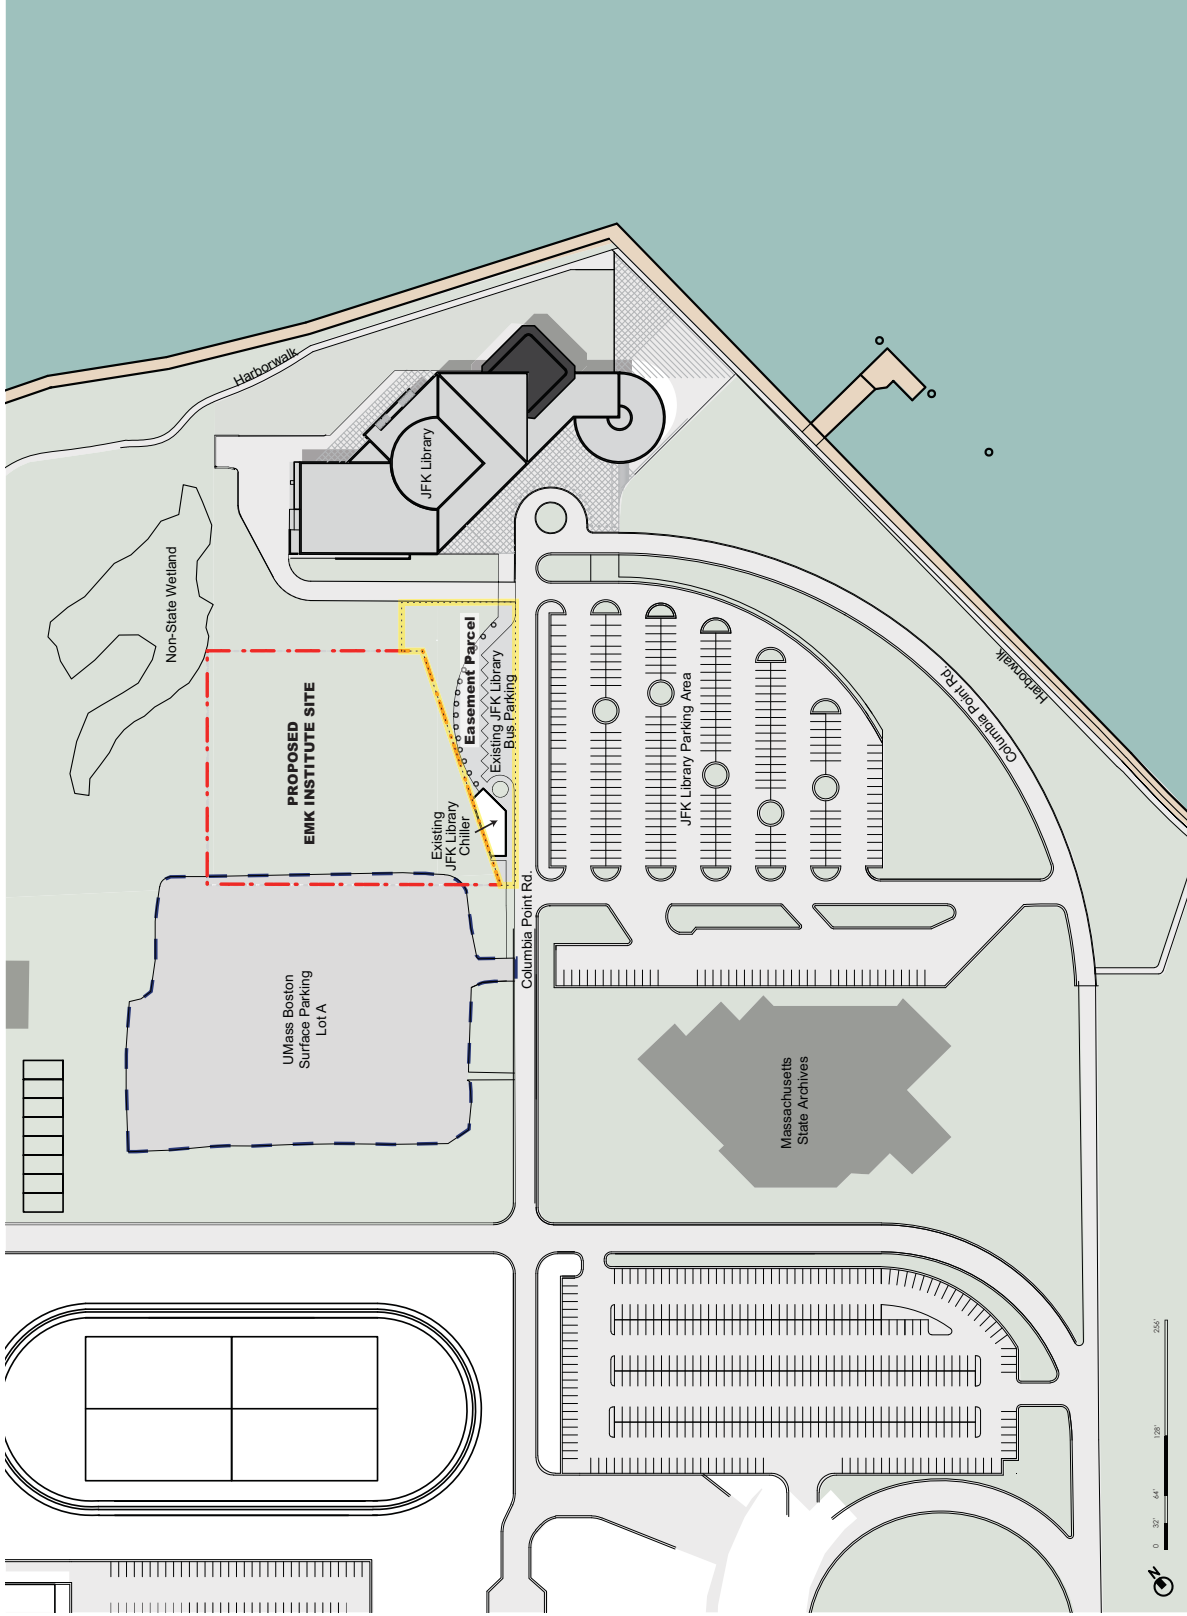 Harborwalk
JFK Library
Non-State Wetland
PROPOSED
EMK INSTITUTE SITE
Easement Parcel
Existing JFK Library
Bus Parking
Existing
JFK Library
Chiller
JFK Library Parking Area
Columbia Point Rd.
Harborwalk
Columbia Point Rd.
UMass Boston
Surface Parking
Lot A
Massachusetts
State Archives
0 32' 64' 128' 256'
N